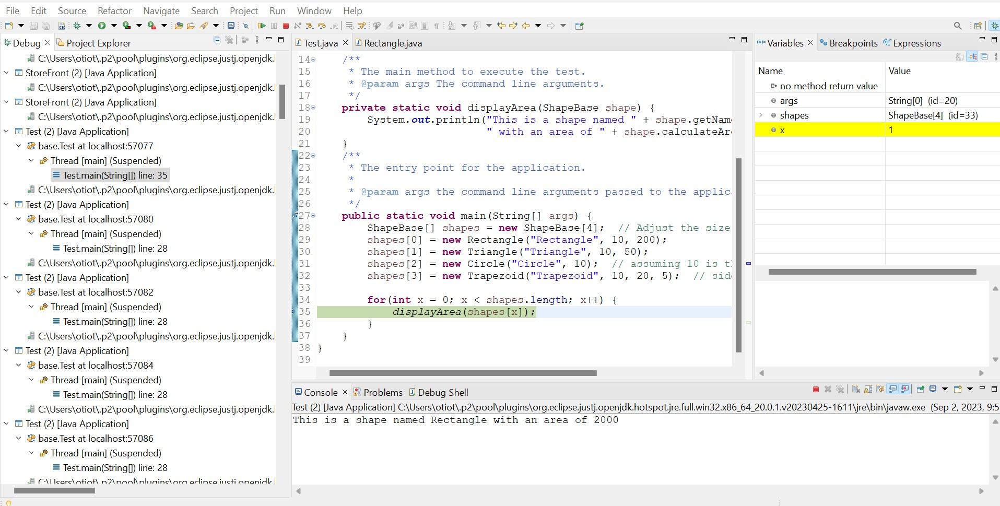 File Edit Source Refactor Navigate Search Project Run Window Help
Debug Project Explorer
C:\Users\otiot\.p2\pool\plugins\org.eclipse.justj.openjdk.
StoreFront (2) [Java Application]
C:\Users\otiot\.p2\pool\plugins\org.eclipse.justj.openjdk.
StoreFront (2) [Java Application]
C:\Users\otiot\.p2\pool\plugins\org.eclipse.justj.openjdk.
Test (2) [Java Application]
base.Test at localhost:57077
Thread [main] (Suspended)
Test.main(String[]) line: 35
C:\Users\otiot\.p2\pool\plugins\org.eclipse.justj.openjdk.
Test (2) [Java Application]
base.Test at localhost:57080
Thread [main] (Suspended)
Test.main(String[]) line: 28
C:\Users\otiot\.p2\pool\plugins\org.eclipse.justj.openjdk.
Test (2) [Java Application]
base.Test at localhost:57082
Thread [main] (Suspended)
Test.main(String[]) line: 28
C:\Users\otiot\.p2\pool\plugins\org.eclipse.justj.openjdk.
Test (2) [Java Application]
base.Test at localhost:57084
Thread [main] (Suspended)
Test.main(String[]) line: 28
C:\Users\otiot\.p2\pool\plugins\org.eclipse.justj.openjdk.
Test (2) [Java Application]
base.Test at localhost:57086
Thread [main] (Suspended)
Test.main(String[]) line: 28
C:\Users\otiot\.p2\pool\plugins\org.eclipse.justj.openjdk.
Test.java Rectangle.java
14 /**
15 * The main method to execute the test.
16 * @param args The command line arguments.
17 */
18 private static void displayArea(ShapeBase shape) {
19 System.out.println("This is a shape named " + shape.getNam
20 " with an area of " + shape.calculateAr
21 }
22 /**
23 * The entry point for the application.
24 *
25 * @param args the command line arguments passed to the applic
26 */
27 public static void main(String[] args) {
28 ShapeBase[] shapes = new ShapeBase[4]; // Adjust the size
29 shapes[0] = new Rectangle("Rectangle", 10, 200);
30 shapes[1] = new Triangle("Triangle", 10, 50);
31 shapes[2] = new Circle("Circle", 10); // assuming 10 is t
32 shapes[3] = new Trapezoid("Trapezoid", 10, 20, 5); // sid
33
34 for(int x = 0; x < shapes.length; x++) {
35 displayArea(shapes[x]);
36 }
37 }
38 }
39
Variables Breakpoints Expressions
Name Value
no method return value
args String[0] (id=20)
shapes ShapeBase[4] (id=33)
x 1
Console Problems Debug Shell
Test (2) [Java Application] C:\Users\otiot\.p2\pool\plugins\org.eclipse.justj.openjdk.hotspot.jre.full.win32.x86_64_20.0.1.v20230425-1611\jre\bin\javaw.exe (Sep 2, 2023, 9:5
This is a shape named Rectangle with an area of 2000